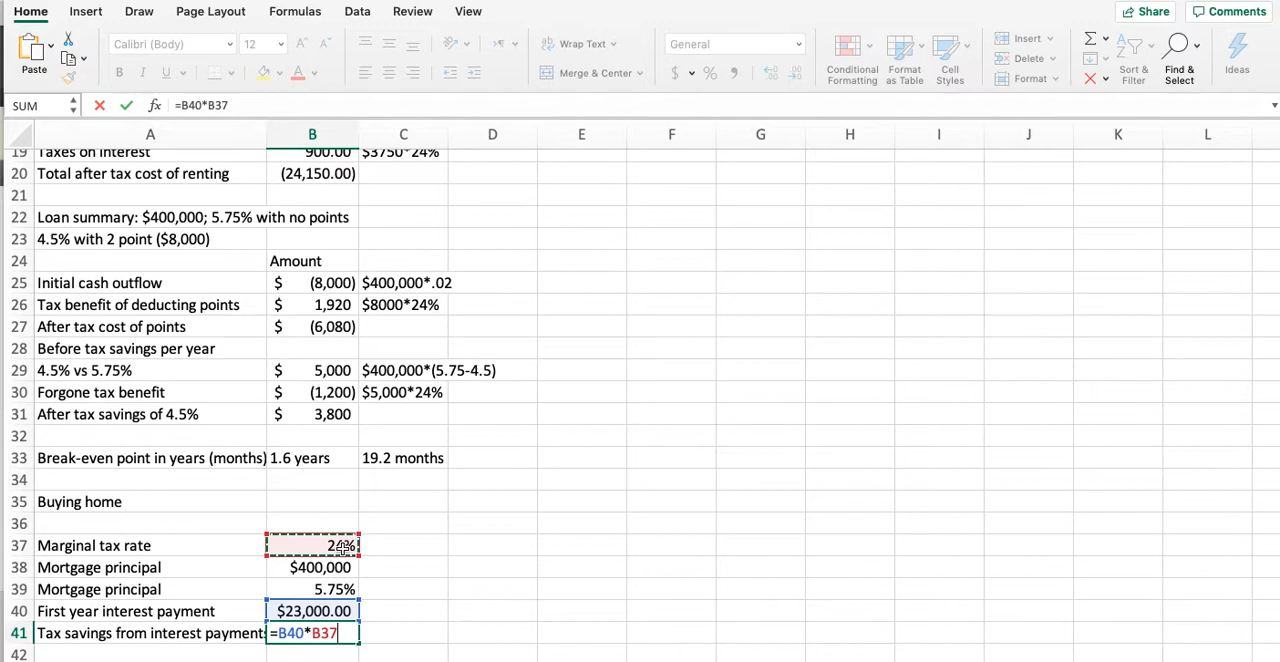 Home Insert Draw Page Layout Formulas Data Review View Share Comments
Paste Calibri (Body) 12 A A Wrap Text General Insert Σ
B I U A Merge & Center $ % Conditional Formatting Format as Table Cell Styles Delete Format Sort & Filter Find & Select Ideas
SUM fx =B40*B37
A B C D E F G H I J K L
19 Taxes on interest 900.00 $3750*24%
20 Total after tax cost of renting (24,150.00)
21
22 Loan summary: $400,000; 5.75% with no points
23 4.5% with 2 point ($8,000)
24 Amount
25 Initial cash outflow $ (8,000) $400,000*.02
26 Tax benefit of deducting points $ 1,920 $8000*24%
27 After tax cost of points $ (6,080)
28 Before tax savings per year
29 4.5% vs 5.75% $ 5,000 $400,000*(5.75-4.5)
30 Forgone tax benefit $ (1,200) $5,000*24%
31 After tax savings of 4.5% $ 3,800
32
33 Break-even point in years (months) 1.6 years 19.2 months
34
35 Buying home
36
37 Marginal tax rate 24%
38 Mortgage principal $400,000
39 Mortgage principal 5.75%
40 First year interest payment $23,000.00
41 Tax savings from interest payment =B40*B37
42